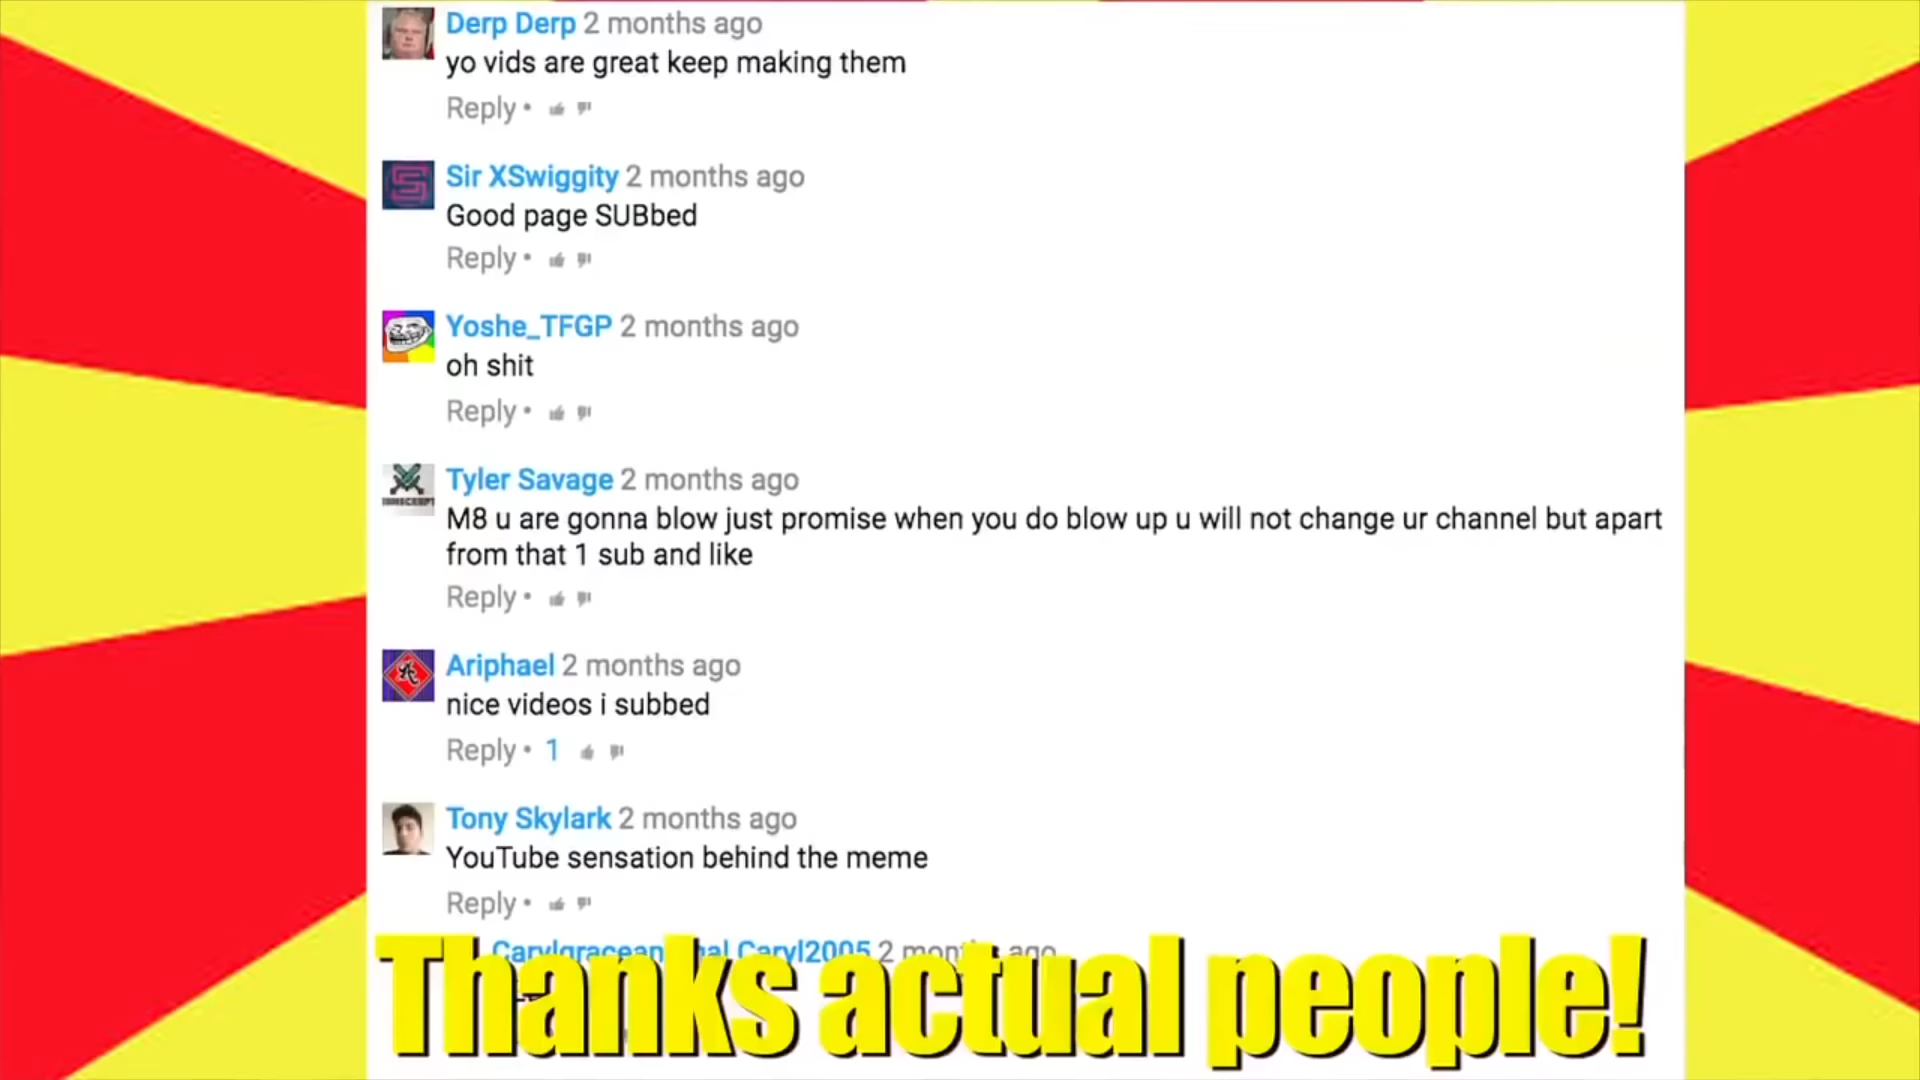 Derp Derp 2 months ago
yo vids are great keep making them
Reply •
Sir XSwiggity 2 months ago
Good page SUBbed
Reply •
Yoshe_TFGP 2 months ago
oh shit
Reply •
Tyler Savage 2 months ago
M8 u are gonna blow just promise when you do blow up u will not change ur channel but apart
from that 1 sub and like
Reply •
Ariphael 2 months ago
nice videos i subbed
Reply • 1
Tony Skylark 2 months ago
YouTube sensation behind the meme
Reply •
Caryl2005 2 months ago
Thanks actual people!